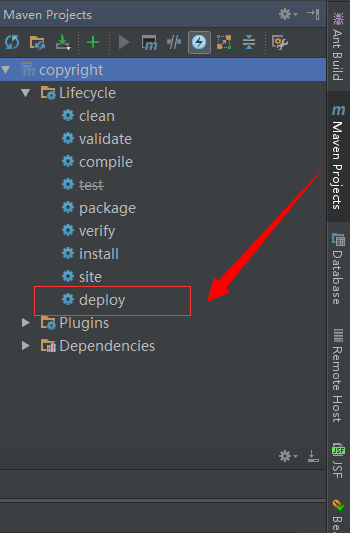 Maven Projects
copyright
Lifecycle
clean
validate
compile
test
package
verify
install
site
deploy
Plugins
Dependencies
Ant Build
Maven Projects
Database
Remote Host
JSF